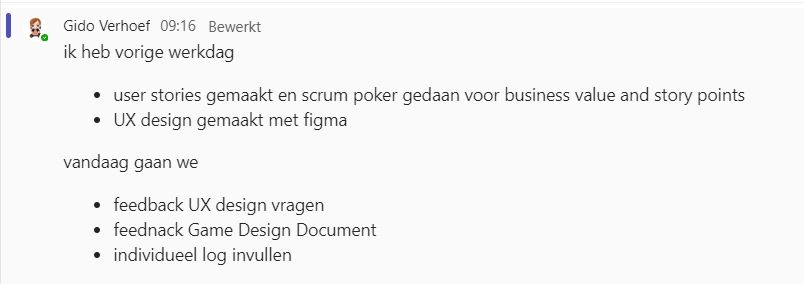 Gido Verhoef 09:16 Bewerkt
ik heb vorige werkdag
• user stories gemaakt en scrum poker gedaan voor business value and story points
• UX design gemaakt met figma
vandaag gaan we
• feedback UX design vragen
• feednack Game Design Document
• individueel log invullen